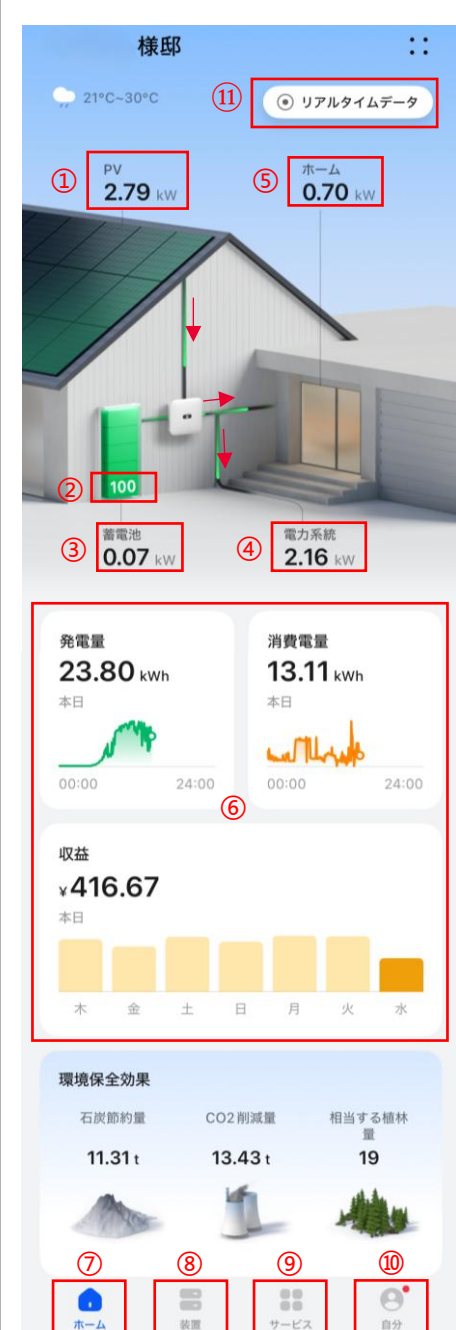 様邸
21°C~30°C
⑪
リアルタイムデータ
①
PV
2.79 kW
⑤
ホーム
0.70 kW
②
100
③
蓄電池
0.07 kW
④
電力系統
2.16 kW
発電量
23.80 kWh
本日
00:00 24:00
消費電量
13.11 kWh
本日
00:00 24:00
⑥
収益
¥416.67
本日
木 金 土 日 月 火 水
環境保全効果
石炭節約量
11.31 t
CO2削減量
13.43 t
相当する植林
量
19
⑦ ⑧ ⑨ ⑩
ホーム 装置 サービス 自分